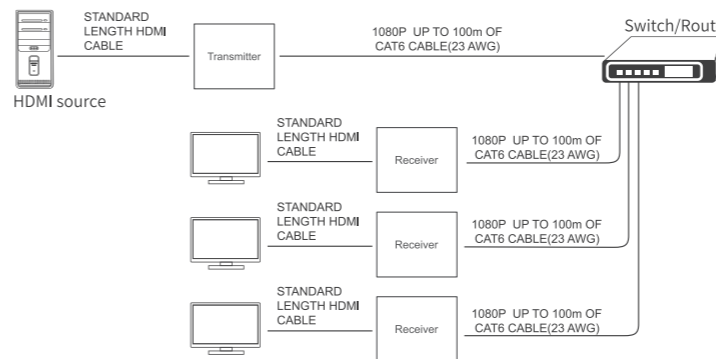 STANDARD
LENGTH HDMI
CABLE
Transmitter
1080P UP TO 100m OF
CAT6 CABLE(23 AWG)
Switch/Rout
HDMI source
STANDARD
LENGTH HDMI
CABLE
Receiver
1080P UP TO 100m OF
CAT6 CABLE(23 AWG)
STANDARD
LENGTH HDMI
CABLE
Receiver
1080P UP TO 100m OF
CAT6 CABLE(23 AWG)
STANDARD
LENGTH HDMI
CABLE
Receiver
1080P UP TO 100m OF
CAT6 CABLE(23 AWG)